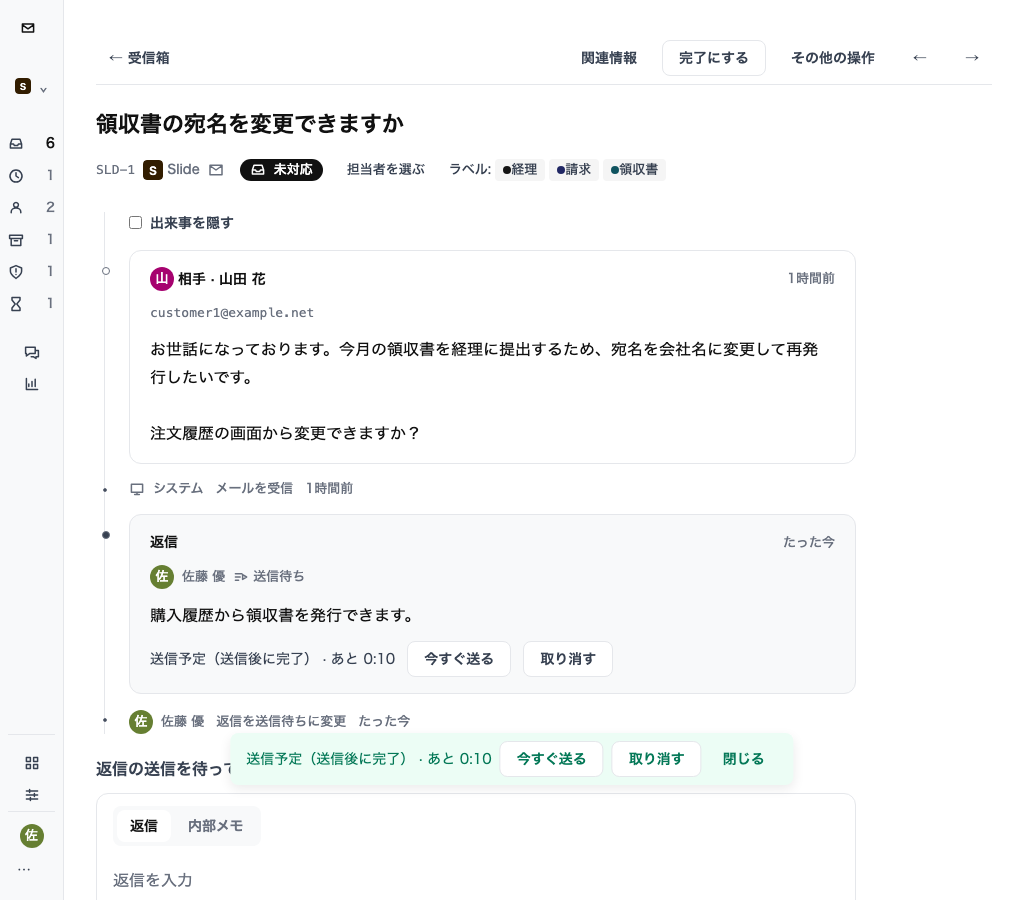 ← 受信箱
関連情報
完了にする
その他の操作
←
→
S
6
1
2
1
1
1
領収書の宛名を変更できますか
SLD-1 S Slide 未対応 担当者を選ぶ ラベル: 経理 請求 領収書
出来事を隠す
山 相手 · 山田 花 1時間前
customer1@example.net
お世話になっております。今月の領収書を経理に提出するため、宛名を会社名に変更して再発
行したいです。
注文履歴の画面から変更できますか？
システム メールを受信 1時間前
返信 たった今
佐 佐藤 優 送信待ち
購入履歴から領収書を発行できます。
送信予定（送信後に完了）· あと 0:10 今すぐ送る 取り消す
佐 佐藤 優 返信を送信待ちに変更 たった今
返信の送信を待って
送信予定（送信後に完了）· あと 0:10 今すぐ送る 取り消す 閉じる
返信 内部メモ
返信を入力
佐
…